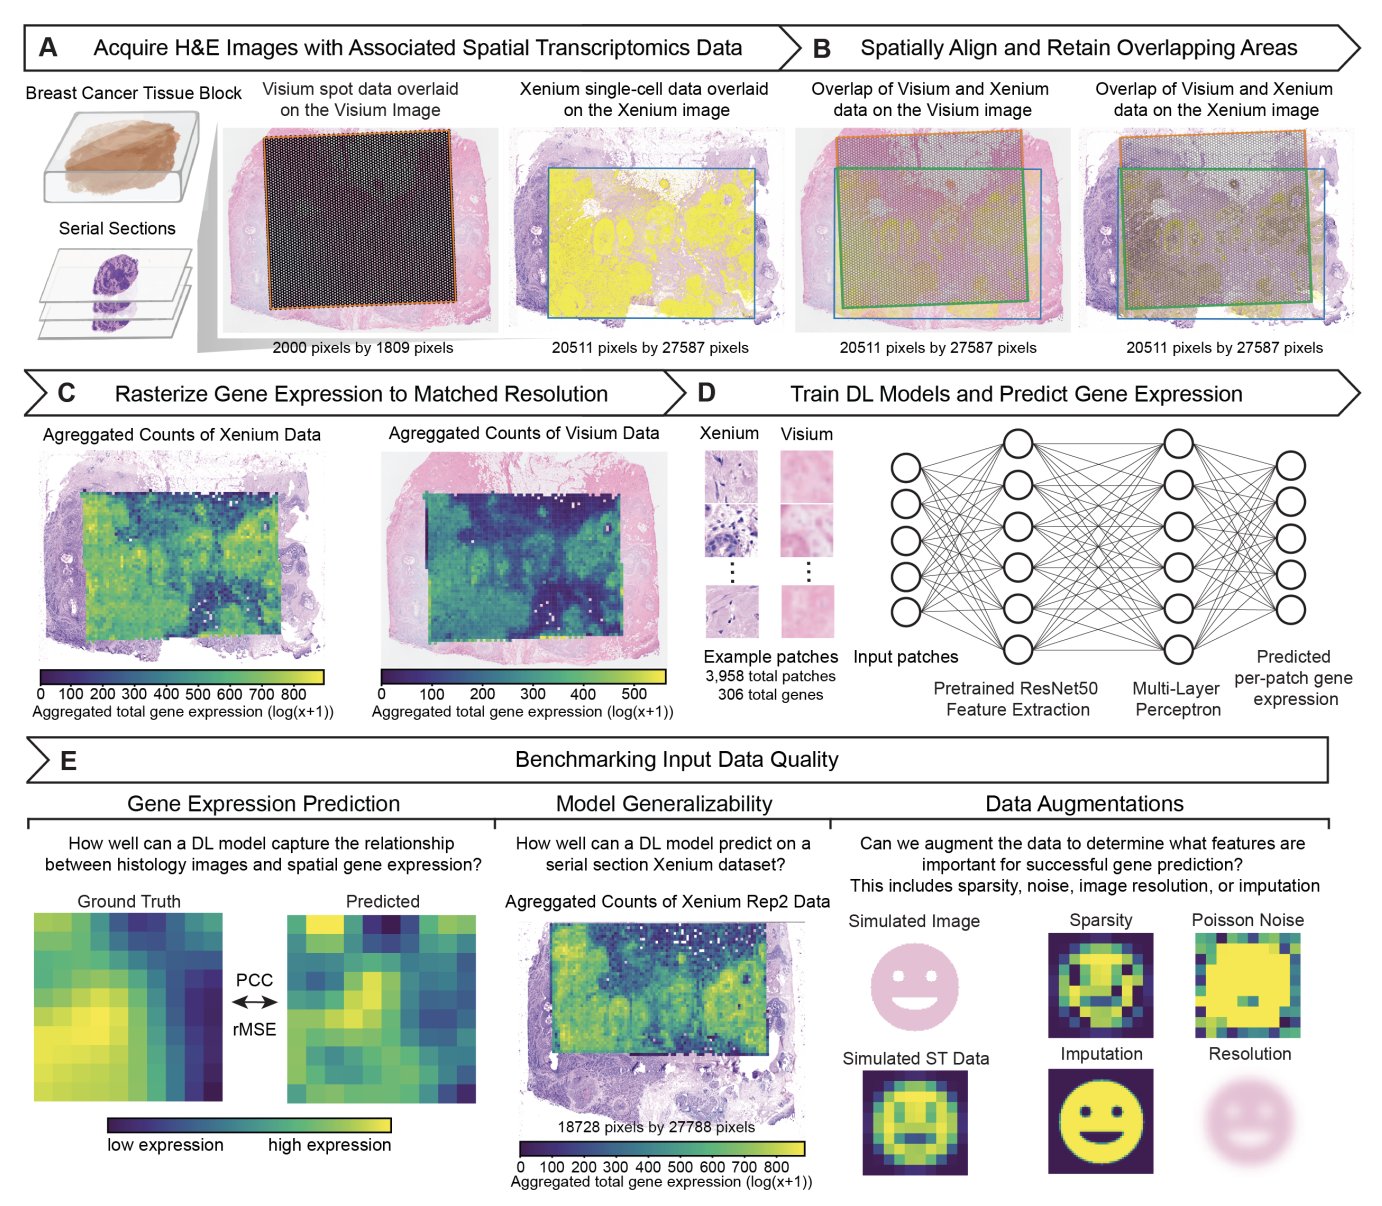 A Acquire H&E Images with Associated Spatial Transcriptomics Data
B Spatially Align and Retain Overlapping Areas
Breast Cancer Tissue Block
Serial Sections
Visium spot data overlaid
on the Visium Image
2000 pixels by 1809 pixels
Xenium single-cell data overlaid
on the Xenium image
20511 pixels by 27587 pixels
Overlap of Visium and Xenium
data on the Visium image
20511 pixels by 27587 pixels
Overlap of Visium and Xenium
data on the Xenium image
20511 pixels by 27587 pixels
C Rasterize Gene Expression to Matched Resolution
D Train DL Models and Predict Gene Expression
Agreggated Counts of Xenium Data
0 100 200 300 400 500 600 700 800
Aggregated total gene expression (log(x+1))
Agreggated Counts of Visium Data
0 100 200 300 400 500
Aggregated total gene expression (log(x+1))
Xenium Visium
Example patches
3,958 total patches
306 total genes
Input patches
Pretrained ResNet50
Feature Extraction
Multi-Layer
Perceptron
Predicted
per-patch gene
expression
E Benchmarking Input Data Quality
Gene Expression Prediction
How well can a DL model capture the relationship
between histology images and spatial gene expression?
Ground Truth
Predicted
PCC
rMSE
low expression
high expression
Model Generalizability
How well can a DL model predict on a
serial section Xenium dataset?
Agreggated Counts of Xenium Rep2 Data
18728 pixels by 27788 pixels
0 100 200 300 400 500 600 700 800
Aggregated total gene expression (log(x+1))
Data Augmentations
Can we augment the data to determine what features are
important for successful gene prediction?
This includes sparsity, noise, image resolution, or imputation
Simulated Image
Sparsity
Poisson Noise
Simulated ST Data
Imputation
Resolution